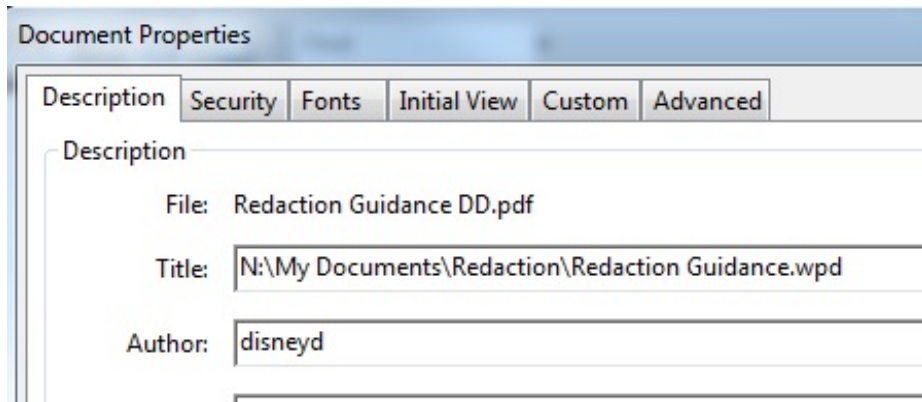 Document Properties
Description Security Fonts Initial View Custom Advanced
Description
File: Redaction Guidance DD.pdf
Title: N:\My Documents\Redaction\Redaction Guidance.wpd
Author: disneyd